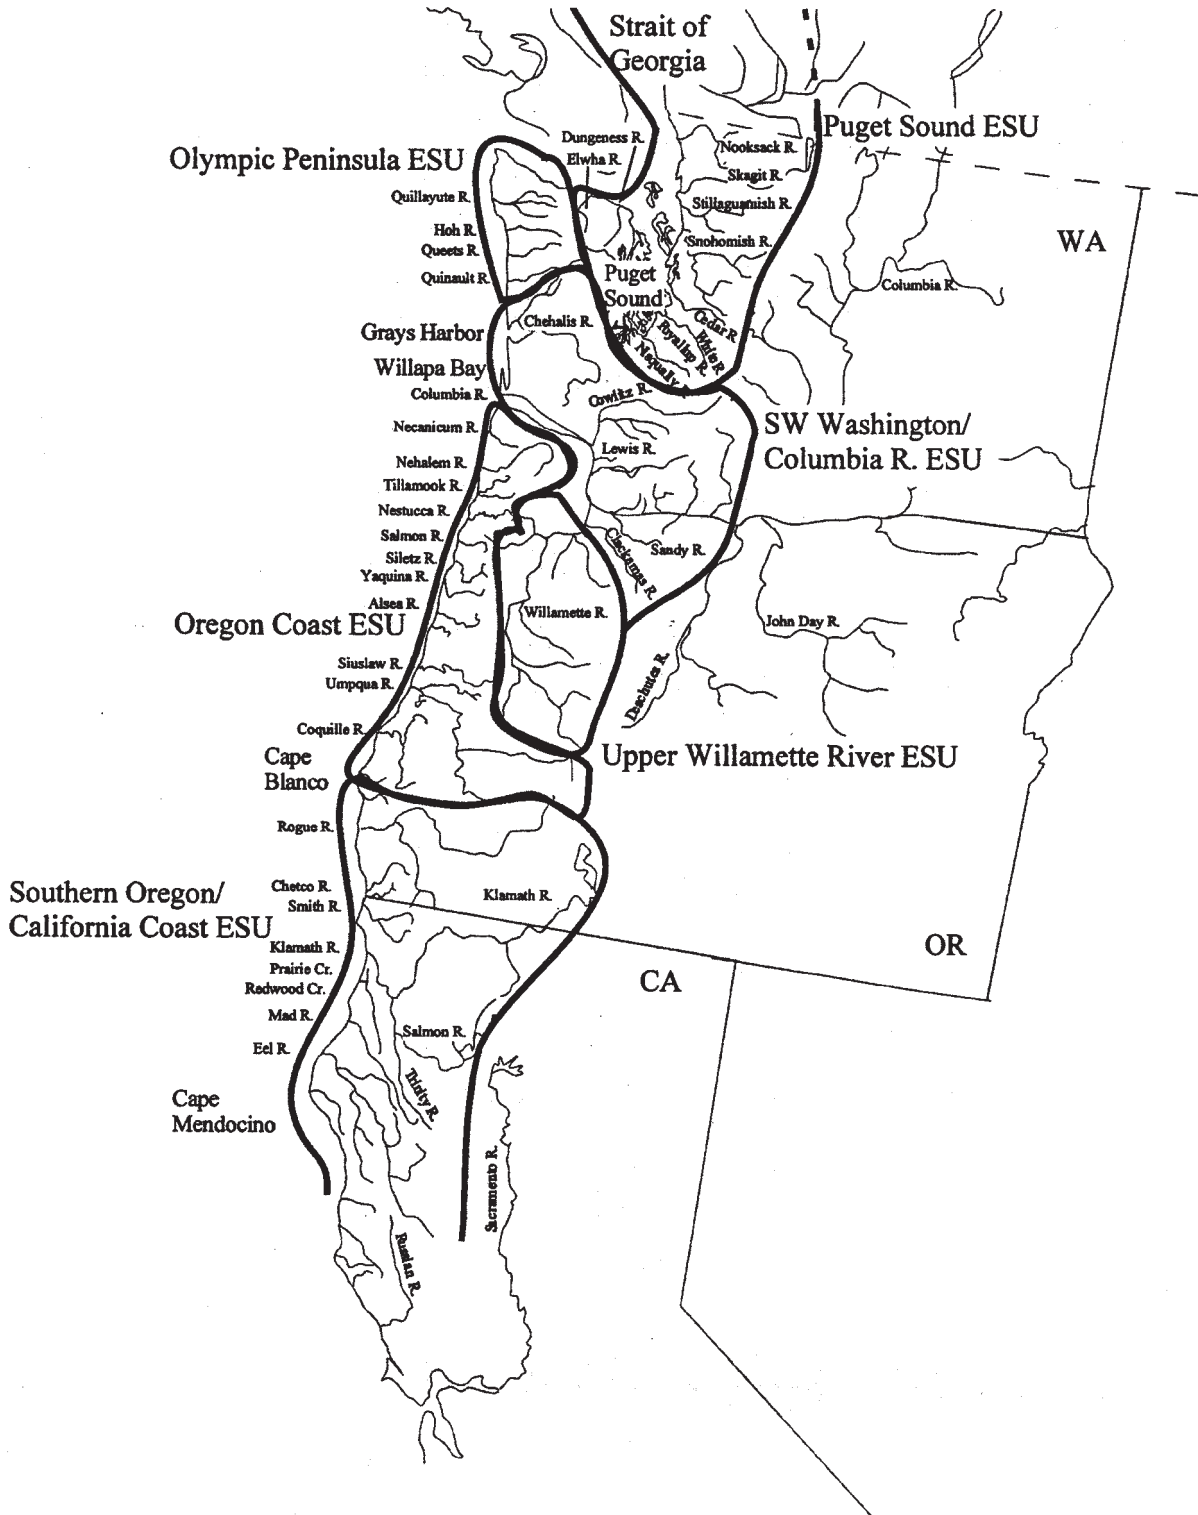 Strait of
Georgia
Puget Sound ESU
Dungeness R.
Elwha R.
Nooksack R.
Olympic Peninsula ESU
Skagit R.
Quillayute R.
Stillaguamish R.
Hoh R.
Snohomish R.
WA
Queets R.
Quinault R.
Puget
Sound
Columbia R.
Grays Harbor
Chehalis R.
Cedar R
White R
Puyallup R.
Nisqually
Willapa Bay
Columbia R.
Cowlitz R.
Necanicum R.
SW Washington/
Columbia R. ESU
Lewis R.
Nehalem R.
Tillamook R.
Nestucca R.
Salmon R.
Clackamas R.
Sandy R.
Siletz R.
Yaquina R.
Alsea R.
Willamette R.
John Day R.
Oregon Coast ESU
Siuslaw R.
Umpqua R.
Deschutes R.
Coquille R.
Cape
Blanco
Upper Willamette River ESU
Rogue R.
Chetco R.
Smith R.
Klamath R.
Southern Oregon/
California Coast ESU
Klamath R.
OR
Prairie Cr.
CA
Redwood Cr.
Mad R.
Salmon R.
Eel R.
Trinity R.
Cape
Mendocino
Sacramento R.
Russian R.